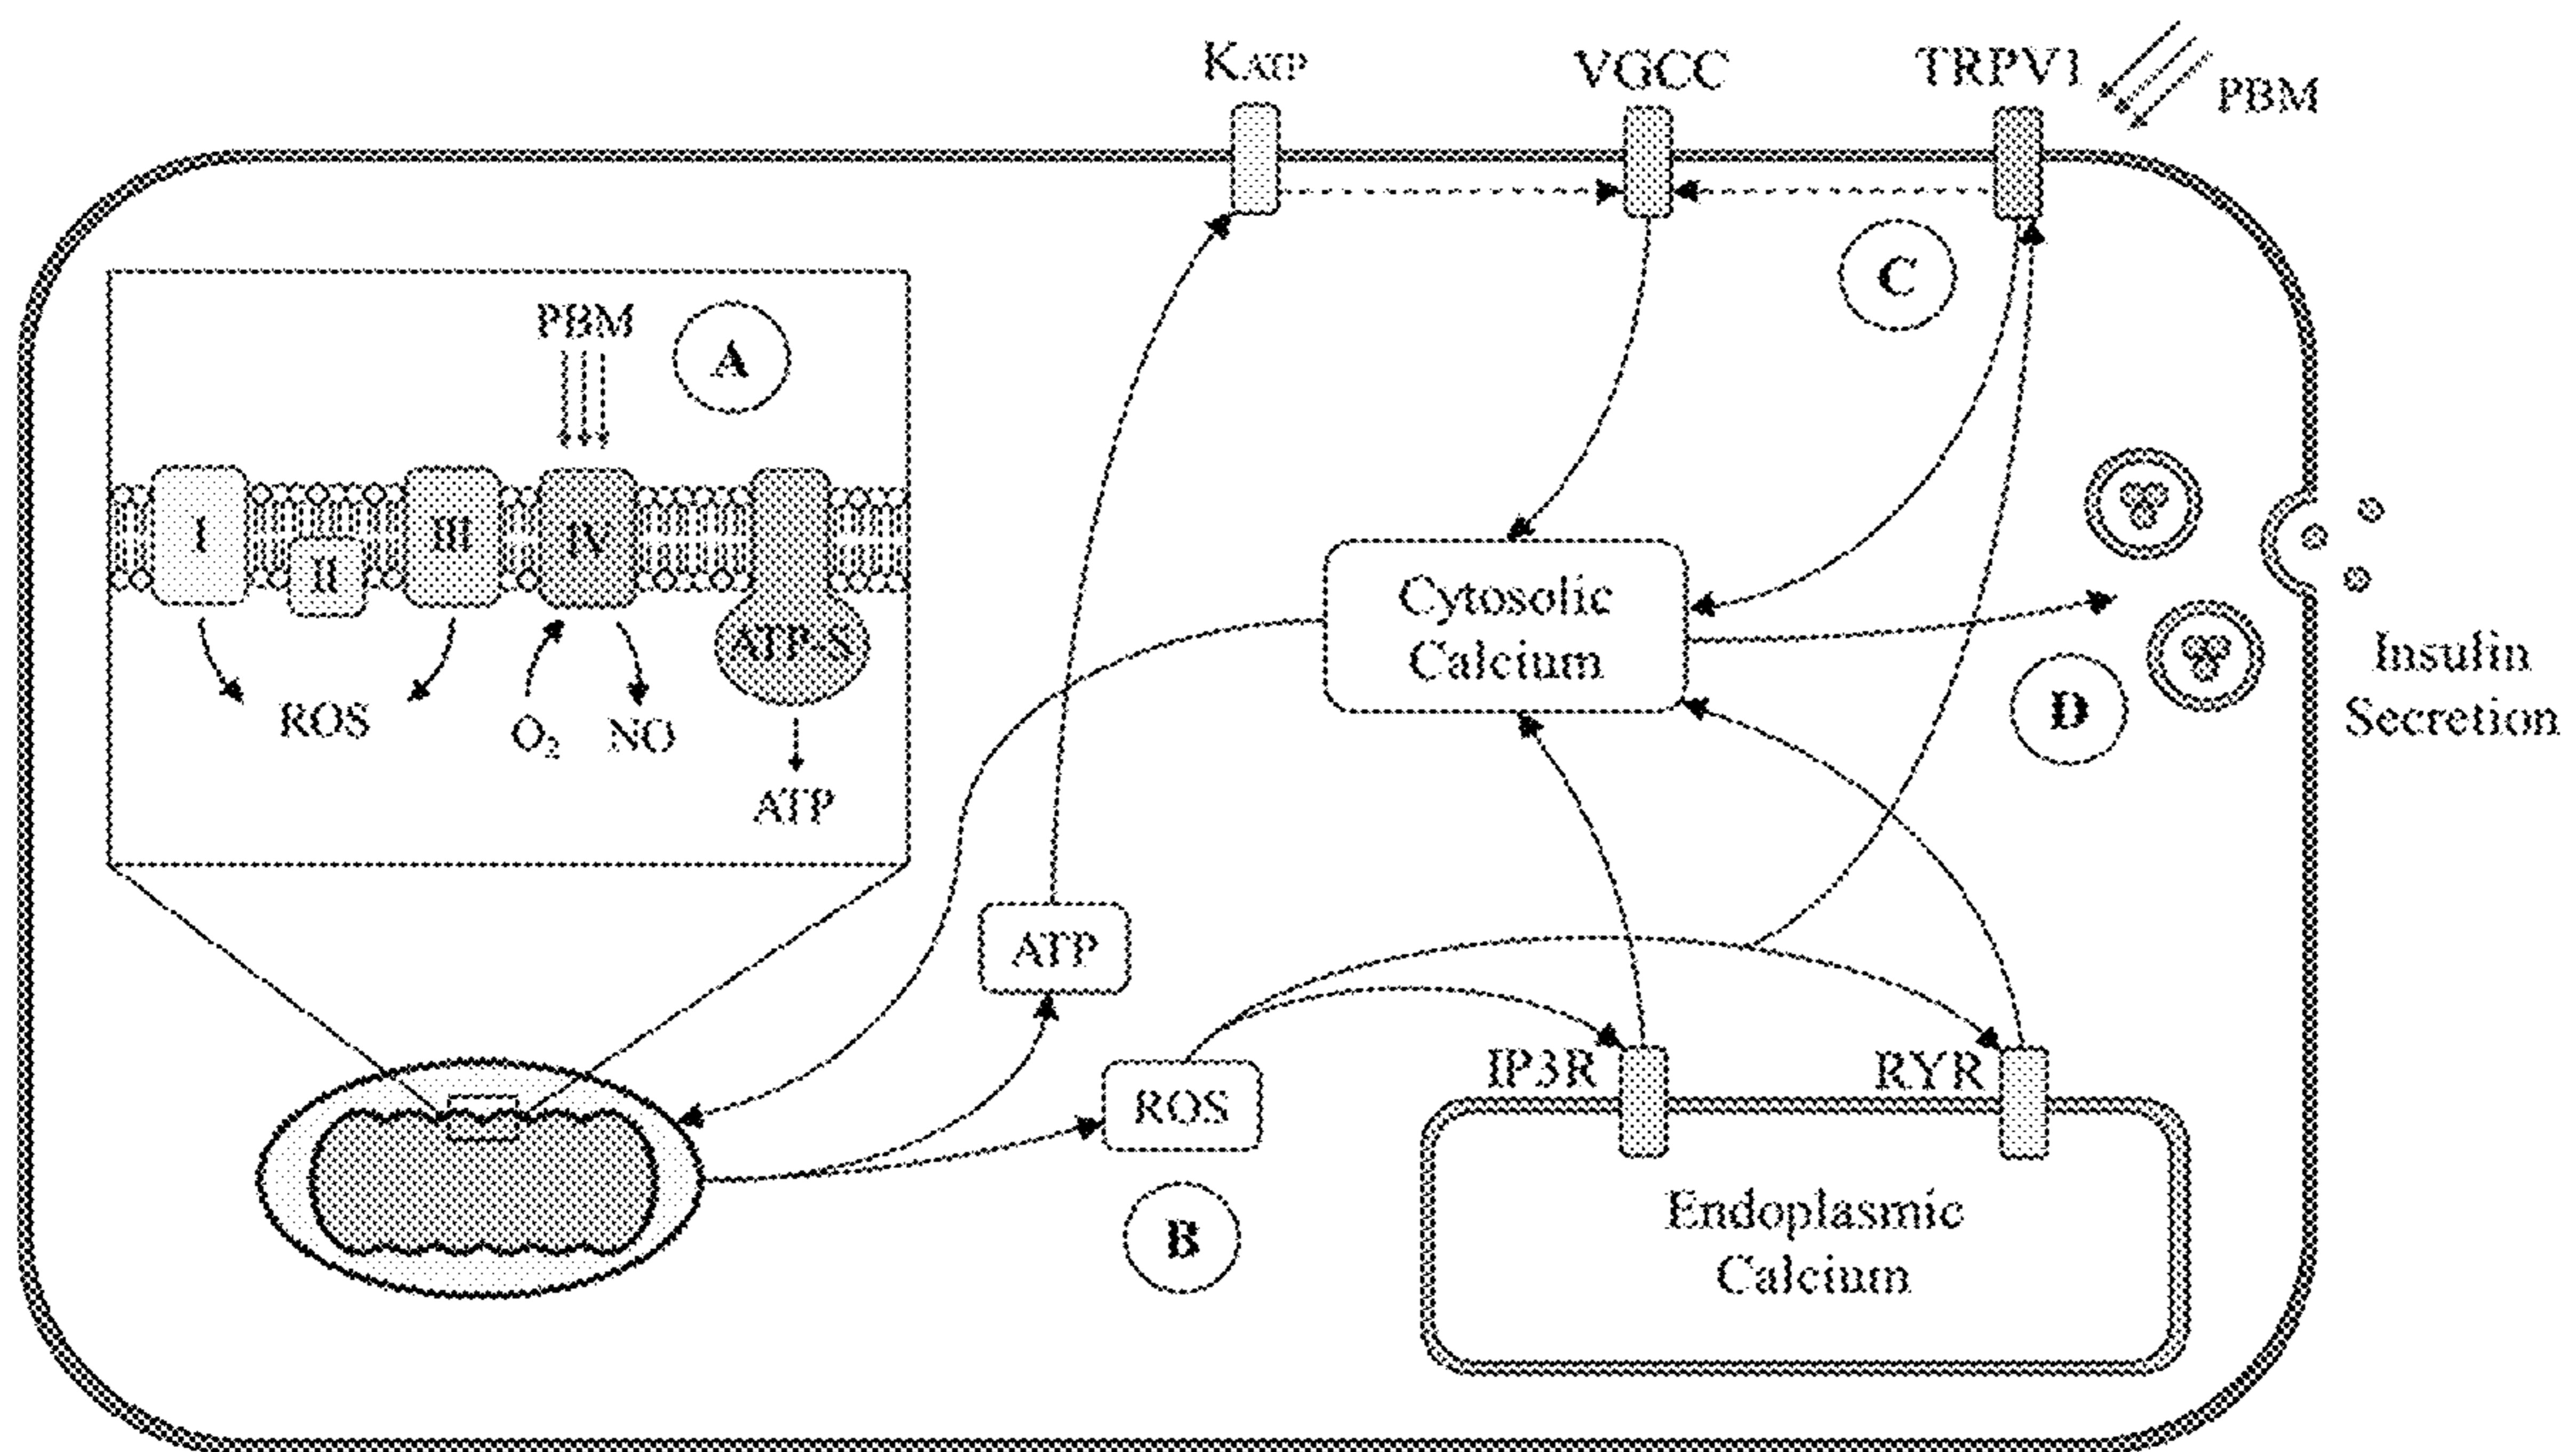 KATP
VGCC
TRPV1
PBM
C
PBM
A
I
II
III
IV
ATP-S
ROS
O2
NO
ATP
Cytosolic
Calcium
D
Insulin
Secretion
ATP
ROS
B
IP3R
RYR
Endoplasmic
Calcium